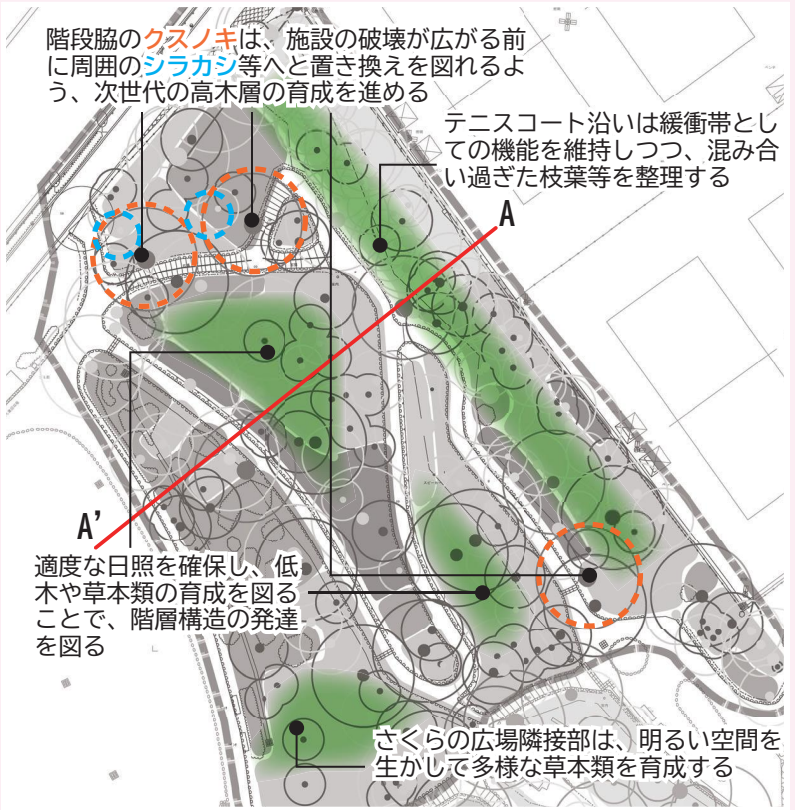 階段脇のクスノキは、施設の破壊が広がる前
に周囲のシラカシ等へと置き換えを図れるよ
う、次世代の高木層の育成を進める
テニスコート沿いは緩衝帯とし
ての機能を維持しつつ、混み合
い過ぎた枝葉等を整理する
A
A’
適度な日照を確保し、低
木や草本類の育成を図る
ことで、階層構造の発達
を図る
さくらの広場隣接部は、明るい空間を
生かして多様な草本類を育成する